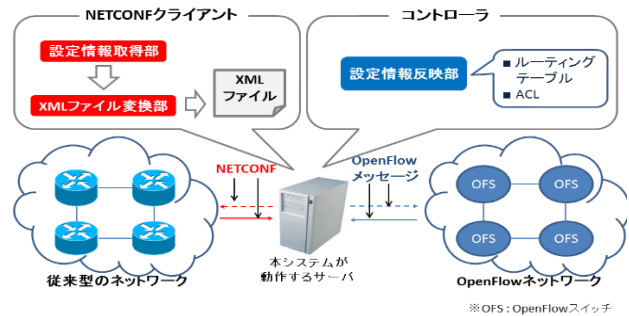 NETCONFクライアント
設定情報取得部
XMLファイル変換部
XML
ファイル
コントローラ
設定情報反映部
■ ルーティング
テーブル
■ ACL
NETCONF
OpenFlow
メッセージ
OFS
OFS
OFS
OFS
従来型のネットワーク
本システムが
動作するサーバ
OpenFlowネットワーク
※OFS : OpenFlowスイッチ